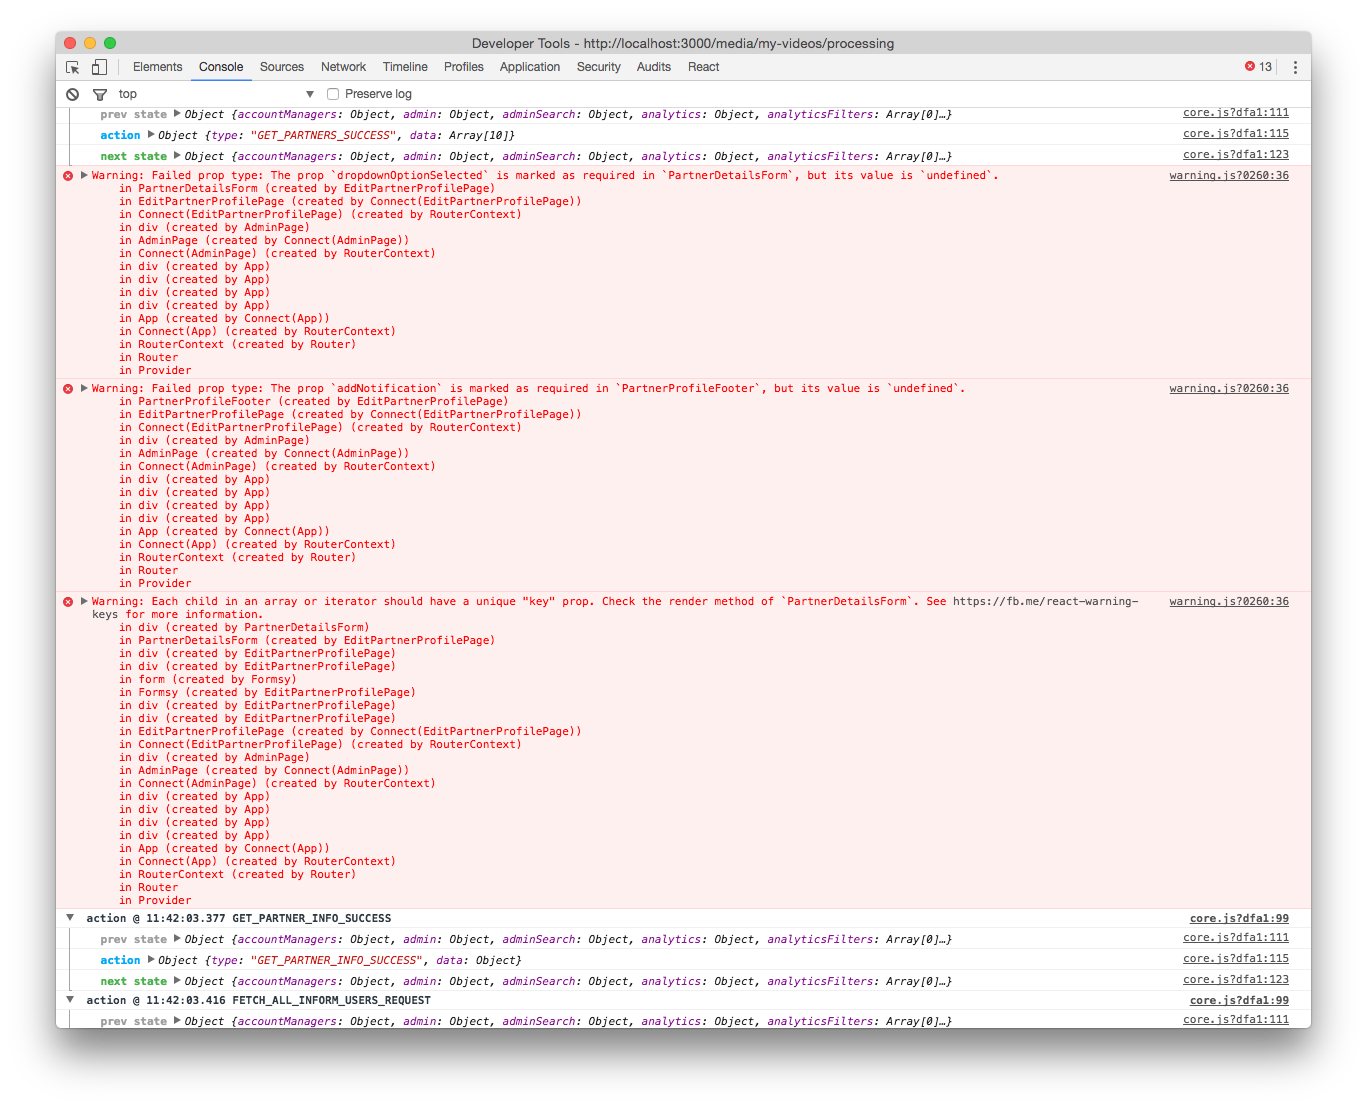 Developer Tools - http://localhost:3000/media/my-videos/processing
Elements Console Sources Network Timeline Profiles Application Security Audits React 13
top Preserve log
prev state Object {accountManagers: Object, admin: Object, adminSearch: Object, analytics: Object, analyticsFilters: Array[0]…} core.js?dfa1:111
action Object {type: "GET_PARTNERS_SUCCESS", data: Array[10]} core.js?dfa1:115
next state Object {accountManagers: Object, admin: Object, adminSearch: Object, analytics: Object, analyticsFilters: Array[0]…} core.js?dfa1:123
Warning: Failed prop type: The prop `dropdownOptionSelected` is marked as required in `PartnerDetailsForm`, but its value is `undefined`. warning.js?0260:36
in PartnerDetailsForm (created by EditPartnerProfilePage)
in EditPartnerProfilePage (created by Connect(EditPartnerProfilePage))
in Connect(EditPartnerProfilePage) (created by RouterContext)
in div (created by AdminPage)
in AdminPage (created by Connect(AdminPage))
in Connect(AdminPage) (created by RouterContext)
in div (created by App)
in div (created by App)
in div (created by App)
in div (created by App)
in App (created by Connect(App))
in Connect(App) (created by RouterContext)
in RouterContext (created by Router)
in Router
in Provider
Warning: Failed prop type: The prop `addNotification` is marked as required in `PartnerProfileFooter`, but its value is `undefined`. warning.js?0260:36
in PartnerProfileFooter (created by EditPartnerProfilePage)
in EditPartnerProfilePage (created by Connect(EditPartnerProfilePage))
in Connect(EditPartnerProfilePage) (created by RouterContext)
in div (created by AdminPage)
in AdminPage (created by Connect(AdminPage))
in Connect(AdminPage) (created by RouterContext)
in div (created by App)
in div (created by App)
in div (created by App)
in div (created by App)
in App (created by Connect(App))
in Connect(App) (created by RouterContext)
in RouterContext (created by Router)
in Router
in Provider
Warning: Each child in an array or iterator should have a unique "key" prop. Check the render method of `PartnerDetailsForm`. See https://fb.me/react-warning- warning.js?0260:36
keys for more information.
in div (created by PartnerDetailsForm)
in PartnerDetailsForm (created by EditPartnerProfilePage)
in div (created by EditPartnerProfilePage)
in div (created by EditPartnerProfilePage)
in form (created by Formsy)
in Formsy (created by EditPartnerProfilePage)
in div (created by EditPartnerProfilePage)
in div (created by EditPartnerProfilePage)
in EditPartnerProfilePage (created by Connect(EditPartnerProfilePage))
in Connect(EditPartnerProfilePage) (created by RouterContext)
in div (created by AdminPage)
in AdminPage (created by Connect(AdminPage))
in Connect(AdminPage) (created by RouterContext)
in div (created by App)
in div (created by App)
in div (created by App)
in div (created by App)
in App (created by Connect(App))
in Connect(App) (created by RouterContext)
in RouterContext (created by Router)
in Router
in Provider
action @ 11:42:03.377 GET_PARTNER_INFO_SUCCESS core.js?dfa1:99
prev state Object {accountManagers: Object, admin: Object, adminSearch: Object, analytics: Object, analyticsFilters: Array[0]…} core.js?dfa1:111
action Object {type: "GET_PARTNER_INFO_SUCCESS", data: Object} core.js?dfa1:115
next state Object {accountManagers: Object, admin: Object, adminSearch: Object, analytics: Object, analyticsFilters: Array[0]…} core.js?dfa1:123
action @ 11:42:03.416 FETCH_ALL_INFORM_USERS_REQUEST core.js?dfa1:99
prev state Object {accountManagers: Object, admin: Object, adminSearch: Object, analytics: Object, analyticsFilters: Array[0]…} core.js?dfa1:111